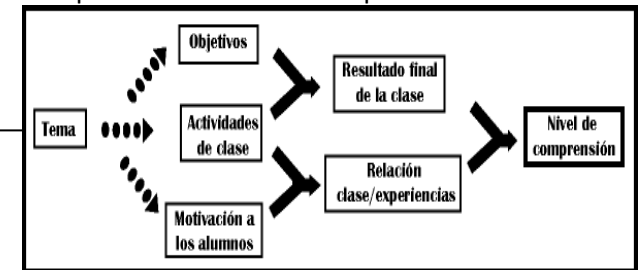 Objetivos
Resultado final
de la clase
Tema
Actividades
de clase
Nivel de
comprensión
Relación
clase/experiencias
Motivación a
los alumnos